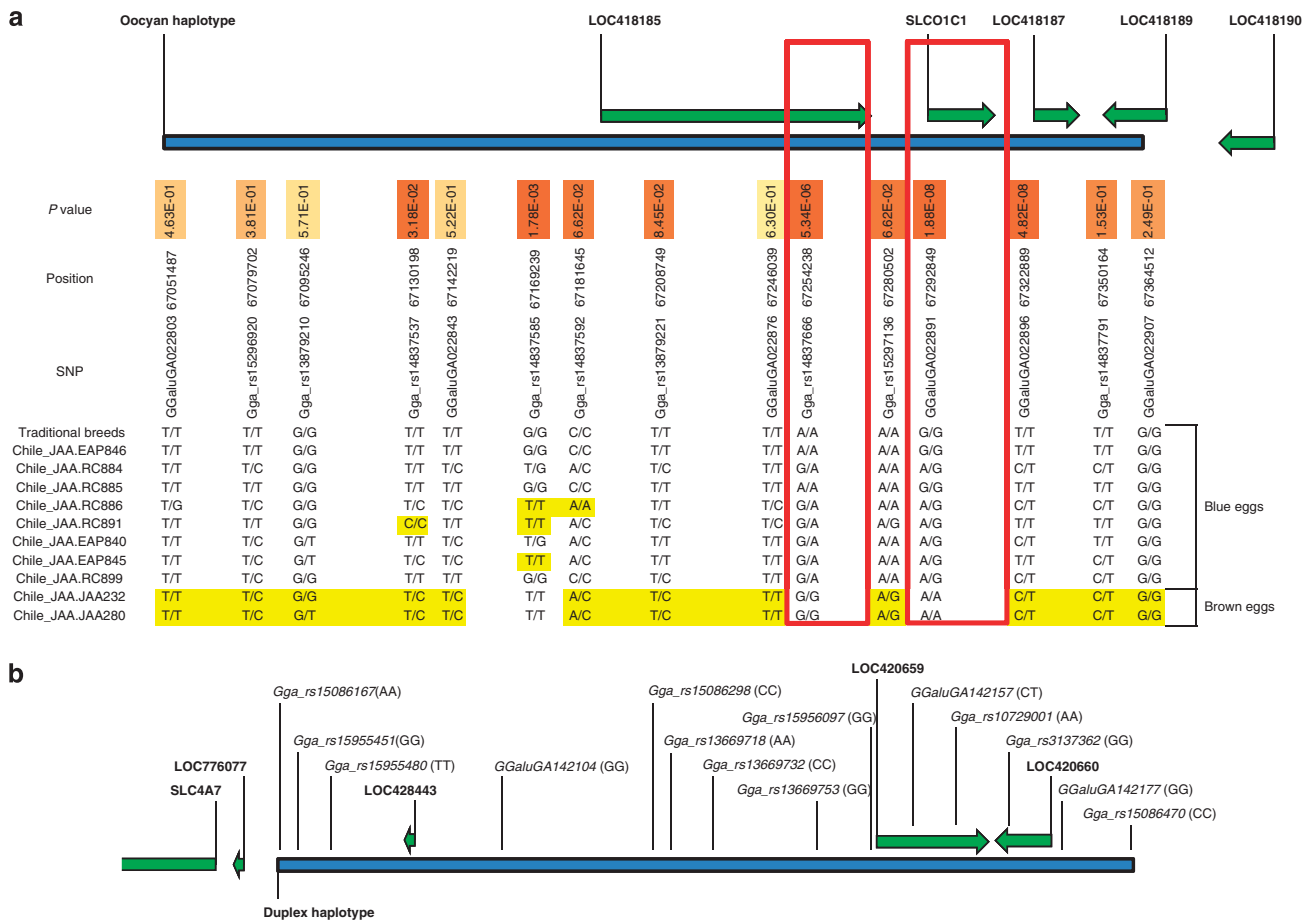 a
Oocyan haplotype
LOC418185
SLCO1C1
LOC418187
LOC418189
LOC418190
P value
4.63E-01 3.81E-01 5.71E-01 3.18E-02 5.22E-01 1.78E-03 6.62E-02 8.45E-02 6.30E-01 5.34E-06 6.62E-02 1.88E-08 4.82E-08 1.53E-01 2.49E-01
Position
67051487 67079702 67095246 67130198 67142219 67169239 67181645 67208749 67246039 67254238 67280502 67292849 67322889 67350164 67364512
SNP
GGaluGA022803 Gga_rs15296920 Gga_rs13879210 Gga_rs14837537 GGaluGA022843 Gga_rs14837585 Gga_rs14837592 Gga_rs13879221 GGaluGA022876 Gga_rs14837666 Gga_rs15297136 GGaluGA022891 GGaluGA022896 Gga_rs14837791 GGaluGA022907
Traditional breeds T/T T/T G/G T/T T/T G/G C/C T/T T/T A/A A/A G/G T/T T/T G/G
Chile_JAA.EAP846 T/T T/T G/G T/T T/T G/G C/C T/T T/T A/A A/A G/G T/T T/T G/G
Chile_JAA.RC884 T/T T/C G/G T/T T/C T/G A/C T/C T/T G/A A/A A/G C/T C/T G/G
Chile_JAA.RC885 T/T T/T G/G T/T T/C G/G C/C T/T T/T A/A A/A G/G T/T T/T G/G
Chile_JAA.RC886 T/G T/C G/G T/C T/C T/T A/A T/T T/C G/A A/A A/G C/T T/T G/G
Chile_JAA.RC891 T/T T/T G/G C/C T/T T/T A/C T/T T/C G/A A/G A/G C/T C/T G/G
Chile_JAA.EAP840 T/T T/C G/T T/T T/C T/G A/C T/C T/T G/A A/A A/G T/T T/T G/G
Chile_JAA.EAP845 T/T T/C G/T T/C T/C T/T A/C T/C T/T G/A A/A A/G T/T C/T G/G
Chile_JAA.RC899 T/T T/C G/G T/T T/T G/G C/C T/C T/T G/A A/A A/G C/T C/T G/G
Chile_JAA.JAA232 T/T T/C G/G T/C T/C T/T A/C T/C T/T G/G A/G A/A C/T C/T G/G
Chile_JAA.JAA280 T/T T/C G/T T/C T/C T/T A/C T/C T/T G/G A/G A/A C/T C/T G/G
Blue eggs
Brown eggs
b
LOC776077
SLC4A7
Gga_rs15086167(AA)
Gga_rs15955451(GG)
Gga_rs15955480 (TT)
LOC428443
GGaluGA142104 (GG)
Gga_rs15086298 (CC)
Gga_rs13669718 (AA)
Gga_rs13669732 (CC)
Gga_rs13669753 (GG)
Gga_rs15956097 (GG)
LOC420659
GGaluGA142157 (CT)
Gga_rs10729001 (AA)
Gga_rs3137362 (GG)
LOC420660
GGaluGA142177 (GG)
Gga_rs15086470 (CC)
Duplex haplotype